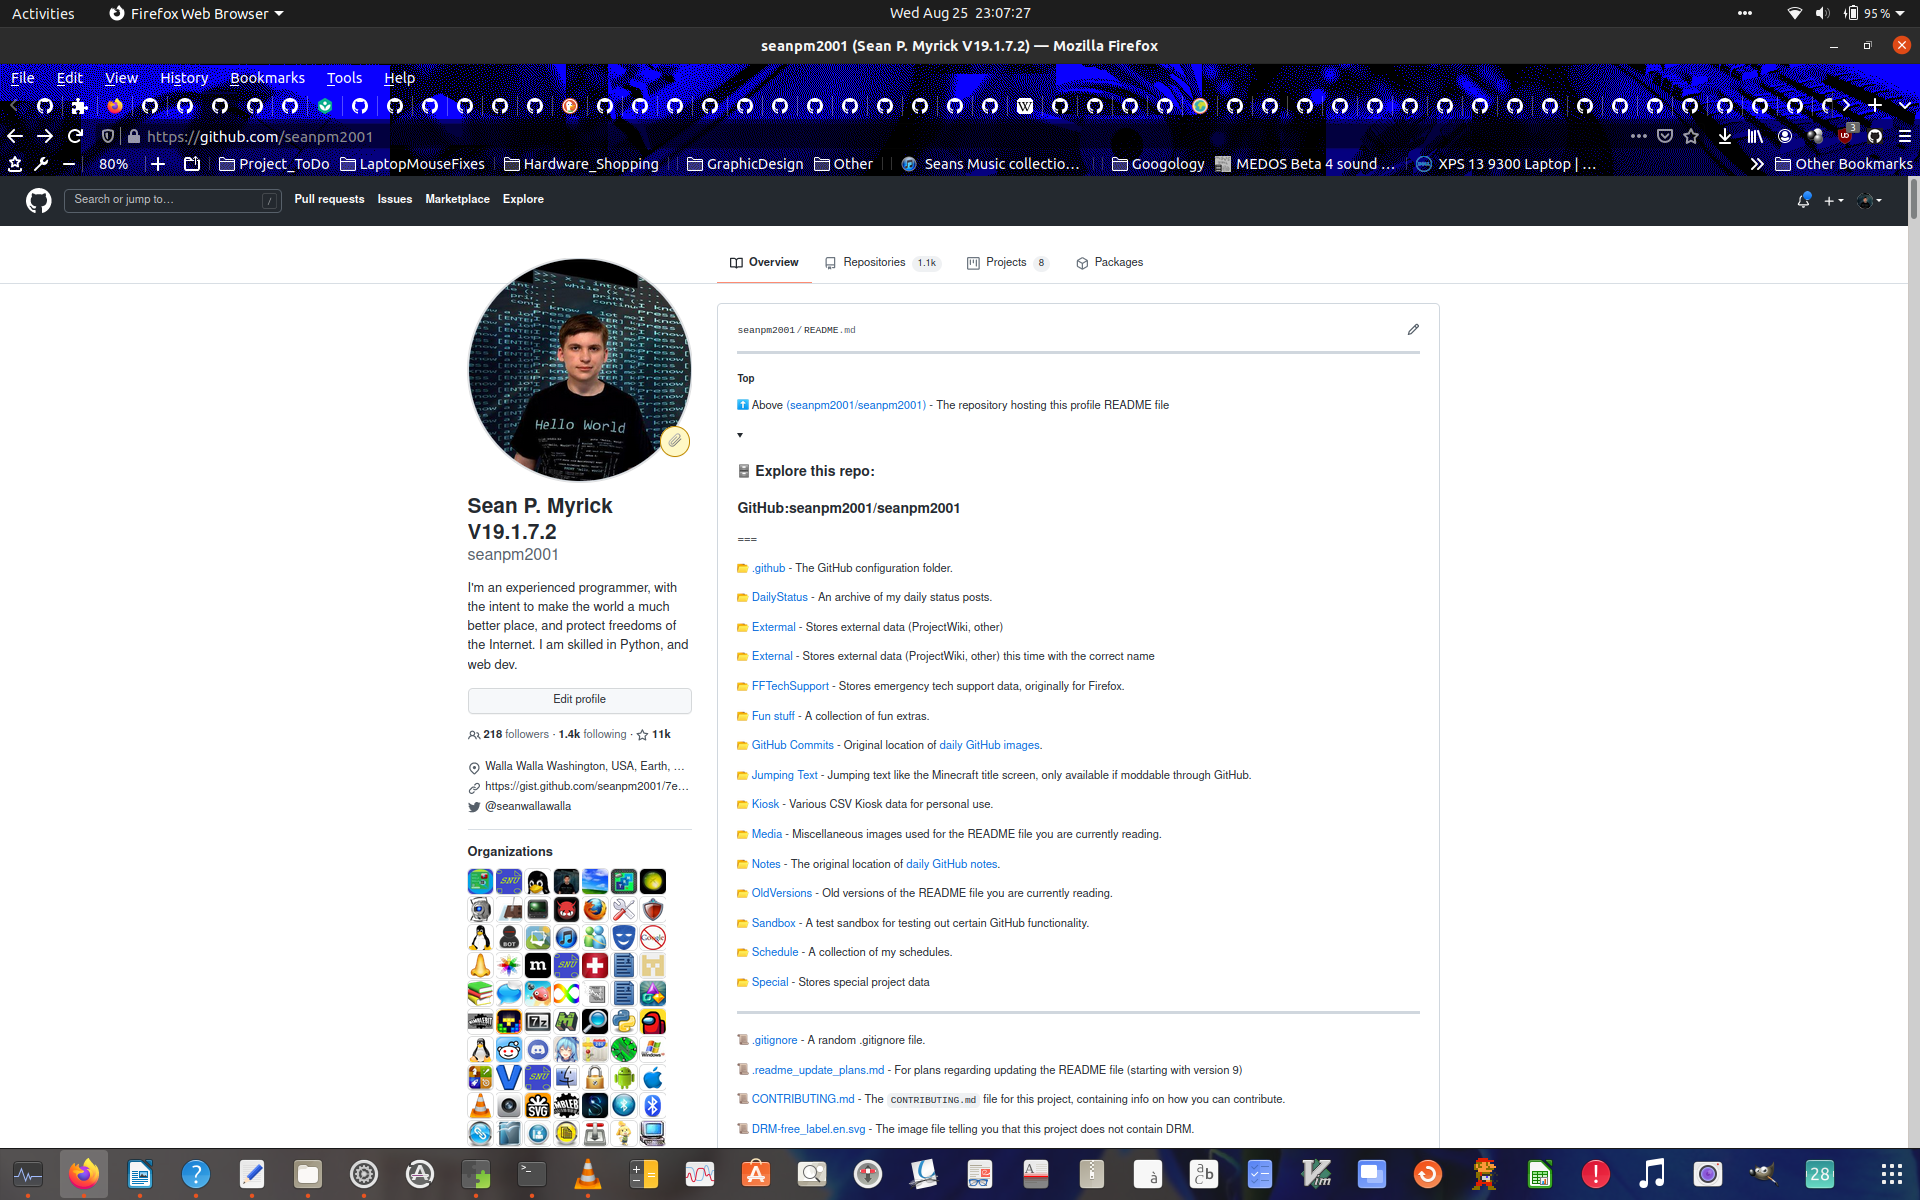 Activities Firefox Web Browser Wed Aug 25 23:07:27 95 %
seanpm2001 (Sean P. Myrick V19.1.7.2) — Mozilla Firefox
File Edit View History Bookmarks Tools Help
https://github.com/seanpm2001 3
80% Project_ToDo LaptopMouseFixes Hardware_Shopping GraphicDesign Other Seans Music collectio… Googology MEDOS Beta 4 sound … XPS 13 9300 Laptop | … Other Bookmarks
Search or jump to… / Pull requests Issues Marketplace Explore
Overview Repositories 1.1k Projects 8 Packages
Hello World
Sean P. Myrick
V19.1.7.2
seanpm2001
I'm an experienced programmer, with
the intent to make the world a much
better place, and protect freedoms of
the Internet. I am skilled in Python, and
web dev.
Edit profile
218 followers · 1.4k following · 11k
Walla Walla Washington, USA, Earth, …
https://gist.github.com/seanpm2001/7e…
@seanwallawalla
Organizations
seanpm2001/README.md
Top
Above (seanpm2001/seanpm2001) - The repository hosting this profile README file
Explore this repo:
GitHub:seanpm2001/seanpm2001
===
.github - The GitHub configuration folder.
DailyStatus - An archive of my daily status posts.
Extermal - Stores external data (ProjectWiki, other)
External - Stores external data (ProjectWiki, other) this time with the correct name
FFTechSupport - Stores emergency tech support data, originally for Firefox.
Fun stuff - A collection of fun extras.
GitHub Commits - Original location of daily GitHub images.
Jumping Text - Jumping text like the Minecraft title screen, only available if moddable through GitHub.
Kiosk - Various CSV Kiosk data for personal use.
Media - Miscellaneous images used for the README file you are currently reading.
Notes - The original location of daily GitHub notes.
OldVersions - Old versions of the README file you are currently reading.
Sandbox - A test sandbox for testing out certain GitHub functionality.
Schedule - A collection of my schedules.
Special - Stores special project data
.gitignore - A random .gitignore file.
.readme_update_plans.md - For plans regarding updating the README file (starting with version 9)
CONTRIBUTING.md - The CONTRIBUTING.md file for this project, containing info on how you can contribute.
DRM-free_label.en.svg - The image file telling you that this project does not contain DRM.
28